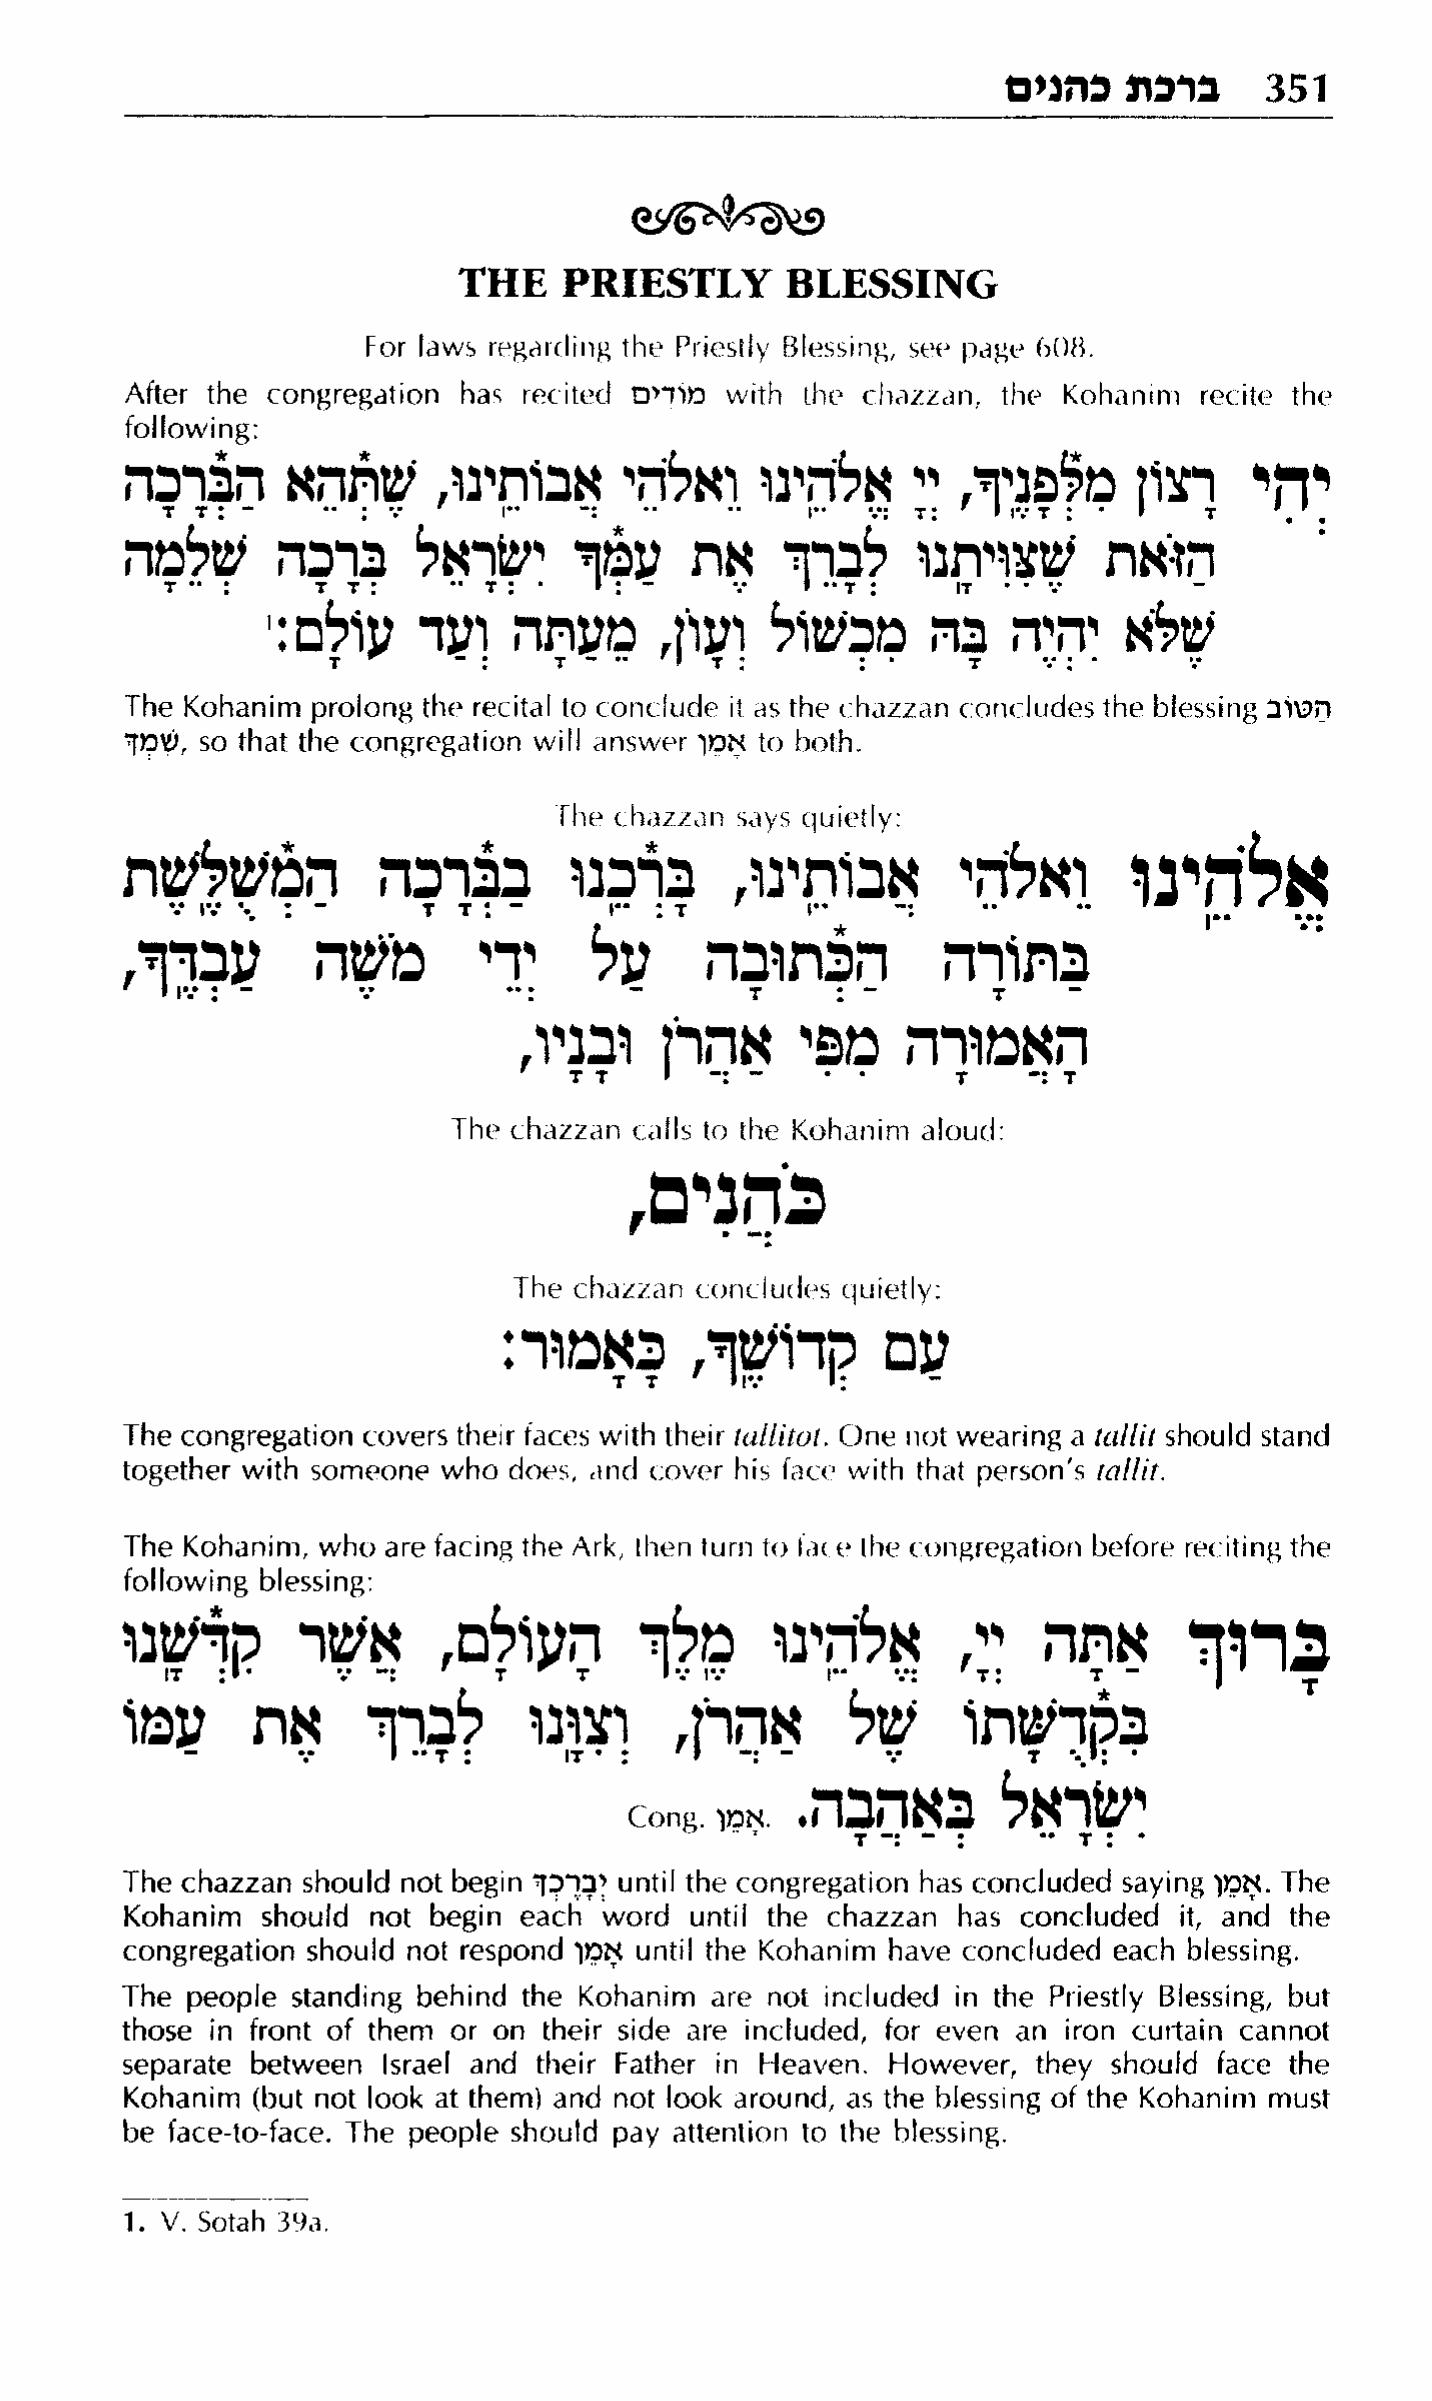 351 ברכת כהנים
THE PRIESTLY BLESSING
For laws regarding the Priestly Blessing, see page 608.
After the congregation has recited מוֹדִים with the chazzan, the Kohanim recite the
following:
יְהִי רָצוֹן מִלְּפָנֶיךָ, יְיָ אֱלֹהֵינוּ וֵאלֹהֵי אֲבוֹתֵינוּ, שֶׁתְּהֵא הַבְּרָכָה
הַזֹּאת שֶׁצִּוִּיתָנוּ לְבָרֵךְ אֶת עַמְּךָ יִשְׂרָאֵל בְּרָכָה שְׁלֵמָה
שֶׁלֹּא יִהְיֶה בָּהּ מִכְשׁוֹל וְעָוֹן, מֵעַתָּה וְעַד עוֹלָם:¹
The Kohanim prolong the recital to conclude it as the chazzan concludes the blessing הַטּוֹב
שִׁמְךָ, so that the congregation will answer אָמֵן to both.
The chazzan says quietly:
אֱלֹהֵינוּ וֵאלֹהֵי אֲבוֹתֵינוּ, בָּרְכֵנוּ בַּבְּרָכָה הַמְּשֻׁלֶּשֶׁת
בַּתּוֹרָה הַכְּתוּבָה עַל יְדֵי מֹשֶׁה עַבְדֶּךָ,
הָאֲמוּרָה מִפִּי אַהֲרֹן וּבָנָיו,
The chazzan calls to the Kohanim aloud:
כֹּהֲנִים,
The chazzan concludes quietly:
עַם קְדוֹשֶׁךָ, כָּאָמוּר:
The congregation covers their faces with their tallitot. One not wearing a tallit should stand
together with someone who does, and cover his face with that person's tallit.
The Kohanim, who are facing the Ark, then turn to face the congregation before reciting the
following blessing:
בָּרוּךְ אַתָּה יְיָ, אֱלֹהֵינוּ מֶלֶךְ הָעוֹלָם, אֲשֶׁר קִדְּשָׁנוּ
בִּקְדֻשָּׁתוֹ שֶׁל אַהֲרֹן, וְצִוָּנוּ לְבָרֵךְ אֶת עַמּוֹ
יִשְׂרָאֵל בְּאַהֲבָה. Cong. אָמֵן.
The chazzan should not begin יְבָרֶכְךָ until the congregation has concluded saying אָמֵן. The
Kohanim should not begin each word until the chazzan has concluded it, and the
congregation should not respond אָמֵן until the Kohanim have concluded each blessing.
The people standing behind the Kohanim are not included in the Priestly Blessing, but
those in front of them or on their side are included, for even an iron curtain cannot
separate between Israel and their Father in Heaven. However, they should face the
Kohanim (but not look at them) and not look around, as the blessing of the Kohanim must
be face-to-face. The people should pay attention to the blessing.
1. V. Sotah 39a.